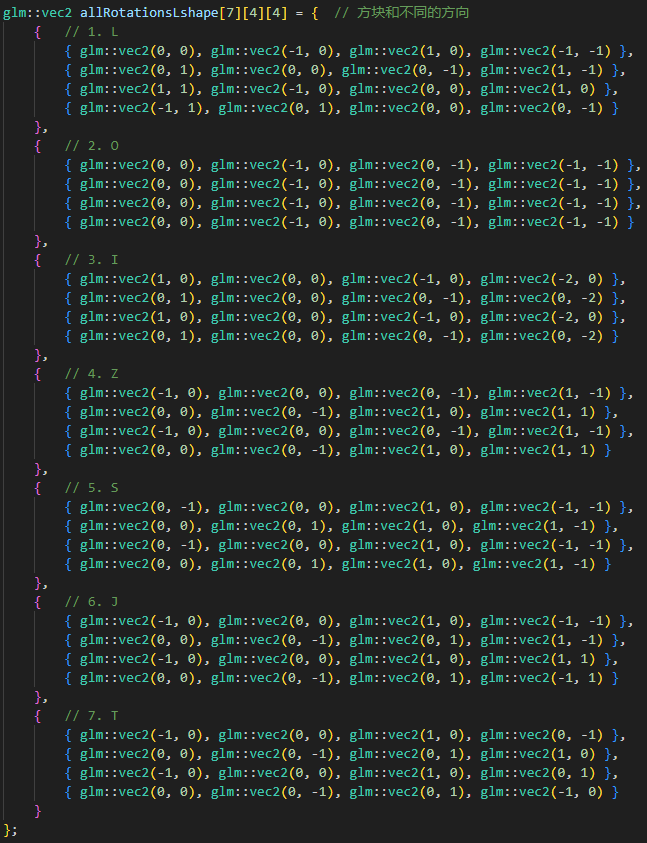 glm::vec2 allRotationsLshape[7][4][4] = {  // 方块和不同的方向
    {   // 1. L
        { glm::vec2(0, 0), glm::vec2(-1, 0), glm::vec2(1, 0), glm::vec2(-1, -1) },
        { glm::vec2(0, 1), glm::vec2(0, 0), glm::vec2(0, -1), glm::vec2(1, -1) },
        { glm::vec2(1, 1), glm::vec2(-1, 0), glm::vec2(0, 0), glm::vec2(1, 0) },
        { glm::vec2(-1, 1), glm::vec2(0, 1), glm::vec2(0, 0), glm::vec2(0, -1) }
    },
    {   // 2. O
        { glm::vec2(0, 0), glm::vec2(-1, 0), glm::vec2(0, -1), glm::vec2(-1, -1) },
        { glm::vec2(0, 0), glm::vec2(-1, 0), glm::vec2(0, -1), glm::vec2(-1, -1) },
        { glm::vec2(0, 0), glm::vec2(-1, 0), glm::vec2(0, -1), glm::vec2(-1, -1) },
        { glm::vec2(0, 0), glm::vec2(-1, 0), glm::vec2(0, -1), glm::vec2(-1, -1) }
    },
    {   // 3. I
        { glm::vec2(1, 0), glm::vec2(0, 0), glm::vec2(-1, 0), glm::vec2(-2, 0) },
        { glm::vec2(0, 1), glm::vec2(0, 0), glm::vec2(0, -1), glm::vec2(0, -2) },
        { glm::vec2(1, 0), glm::vec2(0, 0), glm::vec2(-1, 0), glm::vec2(-2, 0) },
        { glm::vec2(0, 1), glm::vec2(0, 0), glm::vec2(0, -1), glm::vec2(0, -2) }
    },
    {   // 4. Z
        { glm::vec2(-1, 0), glm::vec2(0, 0), glm::vec2(0, -1), glm::vec2(1, -1) },
        { glm::vec2(0, 0), glm::vec2(0, -1), glm::vec2(1, 0), glm::vec2(1, 1) },
        { glm::vec2(-1, 0), glm::vec2(0, 0), glm::vec2(0, -1), glm::vec2(1, -1) },
        { glm::vec2(0, 0), glm::vec2(0, -1), glm::vec2(1, 0), glm::vec2(1, 1) }
    },
    {   // 5. S
        { glm::vec2(0, -1), glm::vec2(0, 0), glm::vec2(1, 0), glm::vec2(-1, -1) },
        { glm::vec2(0, 0), glm::vec2(0, 1), glm::vec2(1, 0), glm::vec2(1, -1) },
        { glm::vec2(0, -1), glm::vec2(0, 0), glm::vec2(1, 0), glm::vec2(-1, -1) },
        { glm::vec2(0, 0), glm::vec2(0, 1), glm::vec2(1, 0), glm::vec2(1, -1) }
    },
    {   // 6. J
        { glm::vec2(-1, 0), glm::vec2(0, 0), glm::vec2(1, 0), glm::vec2(-1, -1) },
        { glm::vec2(0, 0), glm::vec2(0, -1), glm::vec2(0, 1), glm::vec2(1, -1) },
        { glm::vec2(-1, 0), glm::vec2(0, 0), glm::vec2(1, 0), glm::vec2(1, 1) },
        { glm::vec2(0, 0), glm::vec2(0, -1), glm::vec2(0, 1), glm::vec2(-1, 1) }
    },
    {   // 7. T
        { glm::vec2(-1, 0), glm::vec2(0, 0), glm::vec2(1, 0), glm::vec2(0, -1) },
        { glm::vec2(0, 0), glm::vec2(0, -1), glm::vec2(0, 1), glm::vec2(1, 0) },
        { glm::vec2(-1, 0), glm::vec2(0, 0), glm::vec2(1, 0), glm::vec2(0, 1) },
        { glm::vec2(0, 0), glm::vec2(0, -1), glm::vec2(0, 1), glm::vec2(-1, 0) }
    }
};